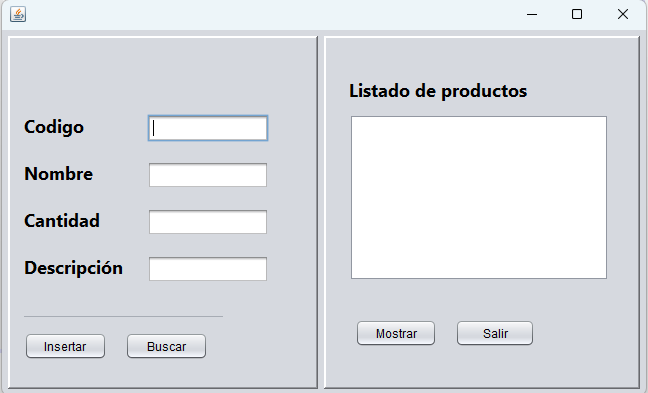 Codigo
Nombre
Cantidad
Descripción
Insertar
Buscar
Listado de productos
Mostrar
Salir